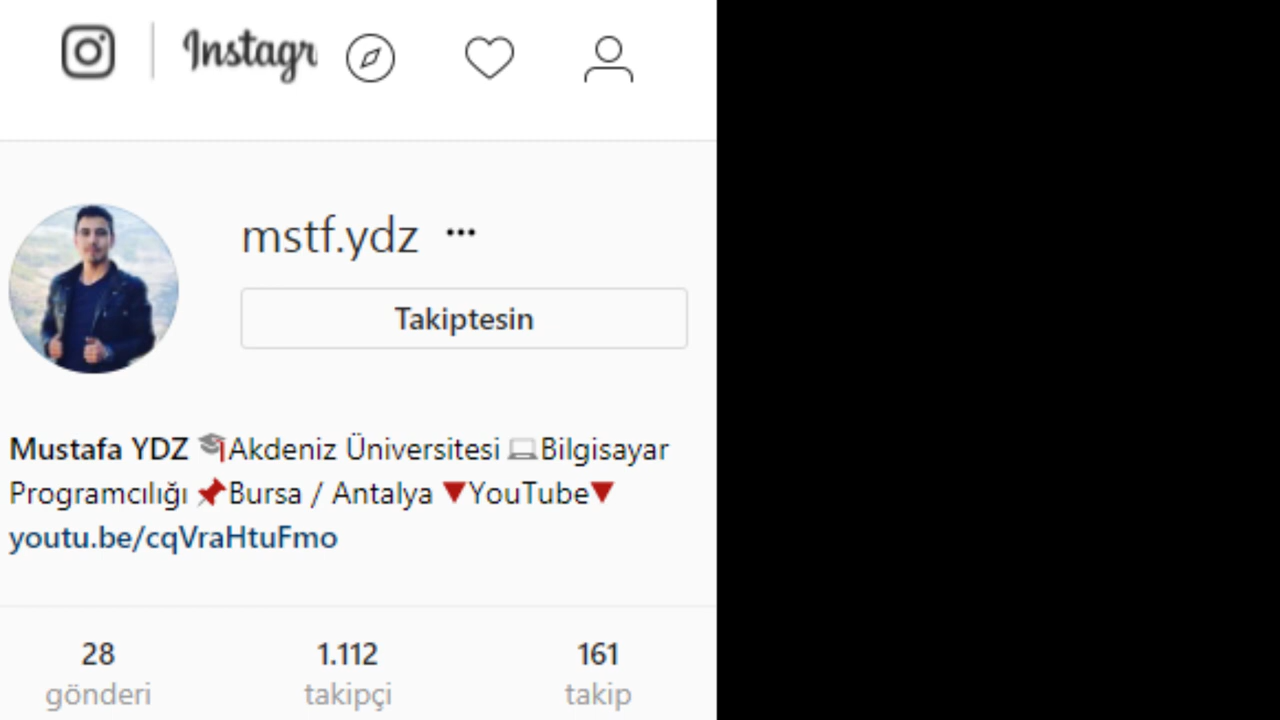 Instagr
mstf.ydz
Takiptesin
Mustafa YDZ 🎓Akdeniz Üniversitesi 💻Bilgisayar
Programcılığı 📌Bursa / Antalya 🔻YouTube🔻
youtu.be/cqVraHtuFmo
28 1.112 161
gönderi takipçi takip